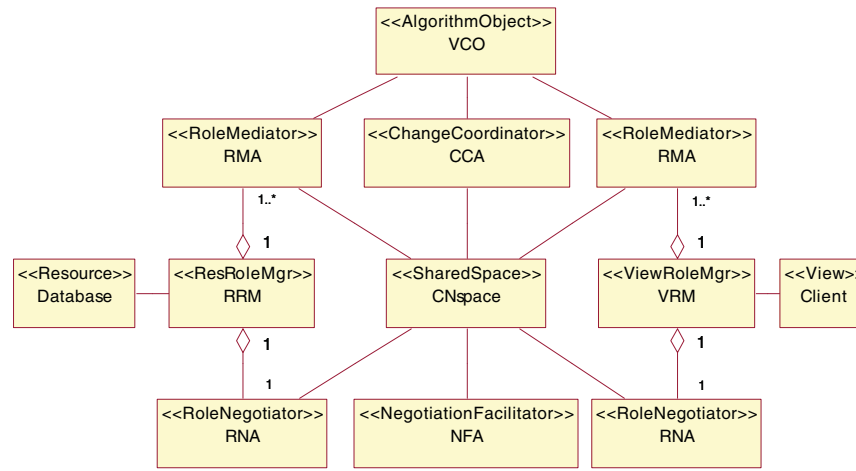 <<AlgorithmObject>>
VCO
<<RoleMediator>>
RMA
<<ChangeCoordinator>>
CCA
<<RoleMediator>>
RMA
1..*
1..*
1
1
<<Resource>>
Database
<<ResRoleMgr>>
RRM
<<SharedSpace>>
CNspace
<<ViewRoleMgr>>
VRM
<<View>>
Client
1
1
1
1
<<RoleNegotiator>>
RNA
<<NegotiationFacilitator>>
NFA
<<RoleNegotiator>>
RNA